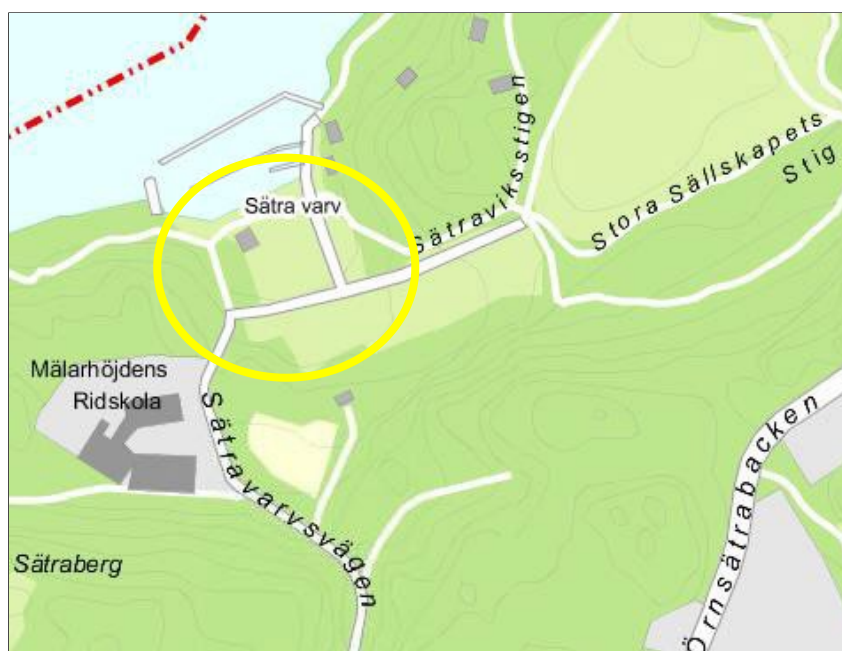 Sätra varv
Sätraviksstigen
Stora Sällskapets
Stig
Mälarhöjdens
Ridskola
Sätravarvsvägen
Örnsätrabacken
Sätraberg